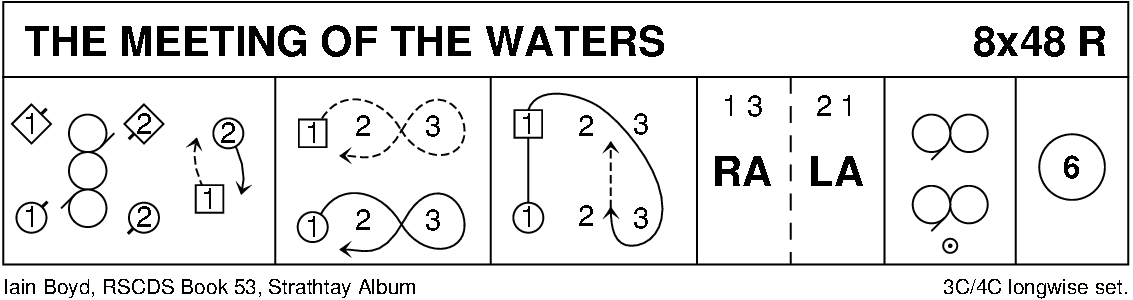 THE MEETING OF THE WATERS 8x48 R
1 2 2 1 2 3 1 2 3 1 3 2 1
1 RA LA 6
1 2 1 2 3 1 2 3
Iain Boyd, RSCDS Book 53, Strathtay Album 3C/4C longwise set.